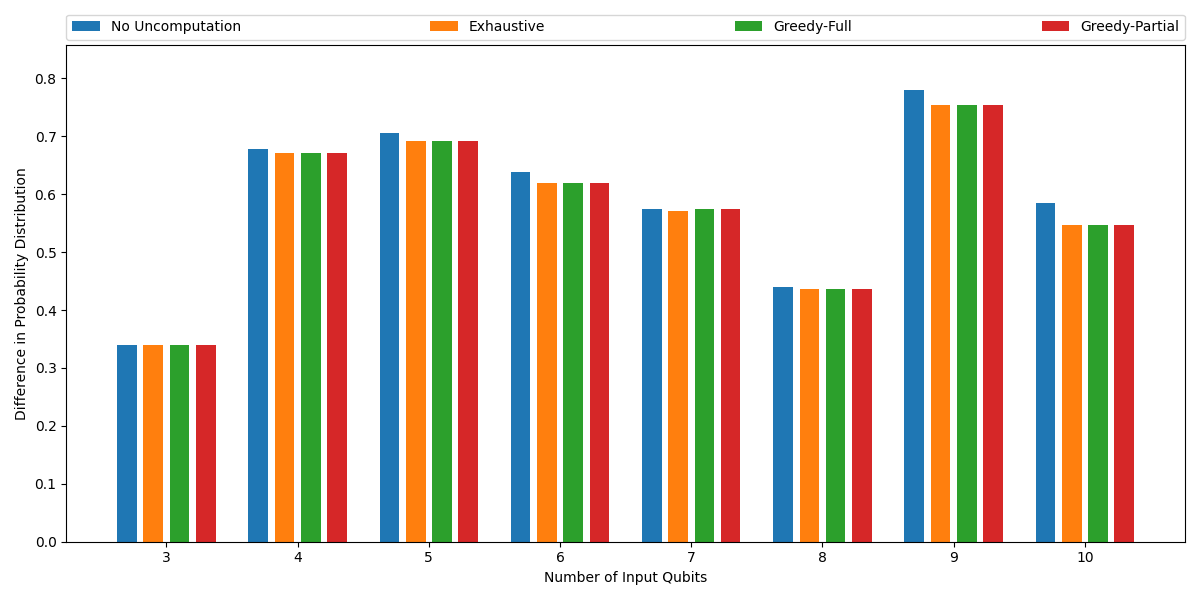 No Uncomputation Exhaustive Greedy-Full Greedy-Partial
Difference in Probability Distribution
0.8
0.7
0.6
0.5
0.4
0.3
0.2
0.1
0.0
3 4 5 6 7 8 9 10
Number of Input Qubits